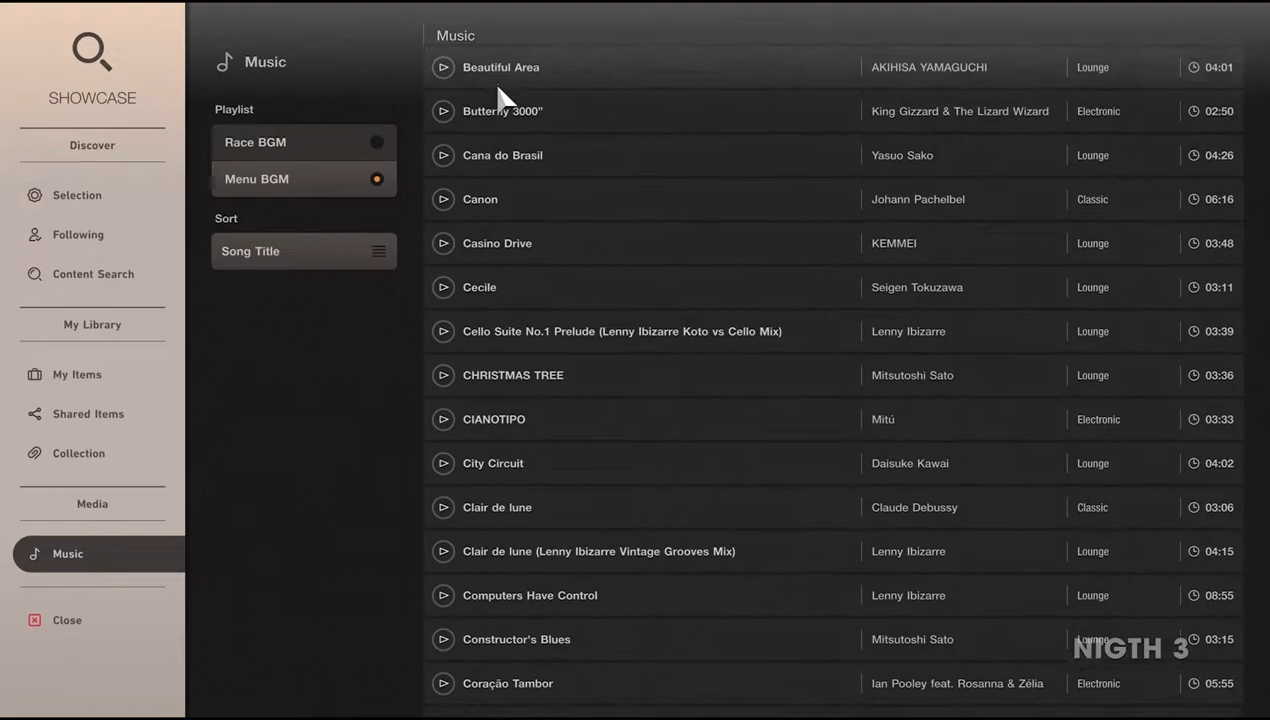 SHOWCASE
Discover
Selection
Following
Content Search
My Library
My Items
Shared Items
Collection
Media
Music
Close
Music
Playlist
Race BGM
Menu BGM
Sort
Song Title
Music
Beautiful Area AKIHISA YAMAGUCHI Lounge 04:01
Butterfly 3000" King Gizzard & The Lizard Wizard Electronic 02:50
Cana do Brasil Yasuo Sako Lounge 04:26
Canon Johann Pachelbel Classic 06:16
Casino Drive KEMMEI Lounge 03:48
Cecile Seigen Tokuzawa Lounge 03:11
Cello Suite No.1 Prelude (Lenny Ibizarre Koto vs Cello Mix) Lenny Ibizarre Lounge 03:39
CHRISTMAS TREE Mitsutoshi Sato Lounge 03:36
CIANOTIPO Mitú Electronic 03:33
City Circuit Daisuke Kawai Lounge 04:02
Clair de lune Claude Debussy Classic 03:06
Clair de lune (Lenny Ibizarre Vintage Grooves Mix) Lenny Ibizarre Lounge 04:15
Computers Have Control Lenny Ibizarre Lounge 08:55
Constructor's Blues Mitsutoshi Sato Lounge 03:15
NIGTH 3
Coração Tambor Ian Pooley feat. Rosanna & Zélia Electronic 05:55